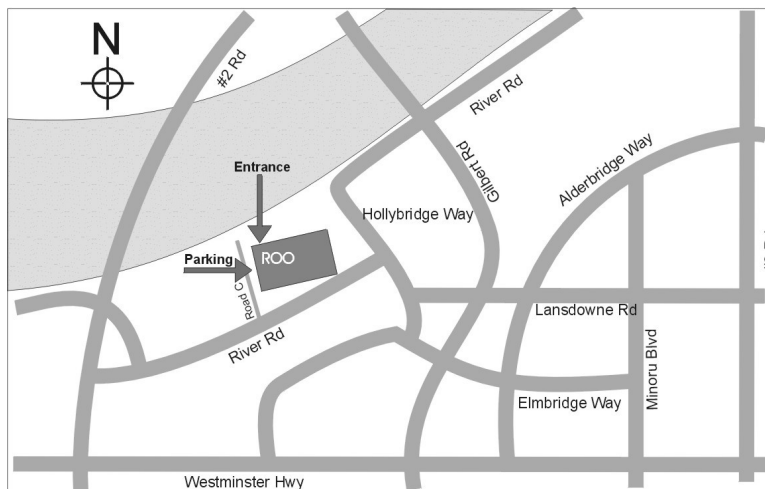 N
#2 Rd
River Rd
Gilbert Rd
Alderbridge Way
Entrance
Hollybridge Way
Parking
ROO
Road C
River Rd
Lansdowne Rd
Minoru Blvd
Elmbridge Way
Westminster Hwy